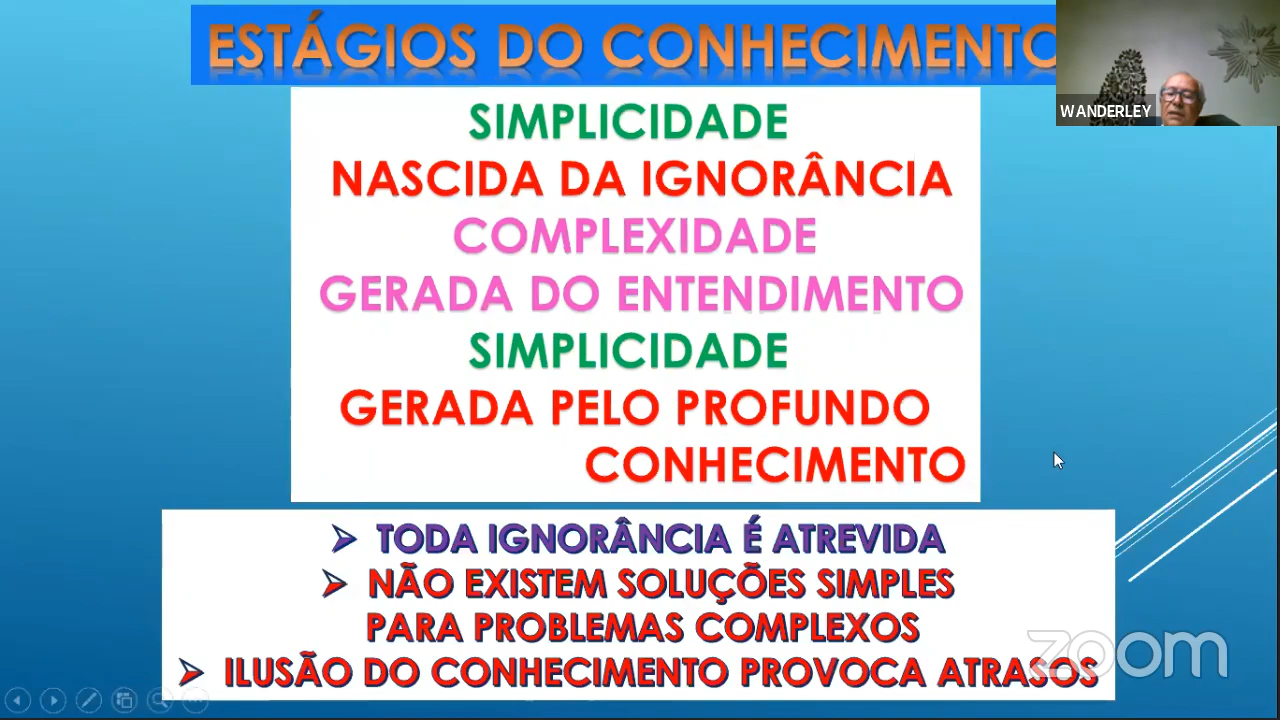 ESTÁGIOS DO CONHECIMENTO
WANDERLEY
SIMPLICIDADE
NASCIDA DA IGNORÂNCIA
COMPLEXIDADE
GERADA DO ENTENDIMENTO
SIMPLICIDADE
GERADA PELO PROFUNDO
CONHECIMENTO
➢ TODA IGNORÂNCIA É ATREVIDA
➢ NÃO EXISTEM SOLUÇÕES SIMPLES
PARA PROBLEMAS COMPLEXOS
➢ ILUSÃO DO CONHECIMENTO PROVOCA ATRASOS
zoom